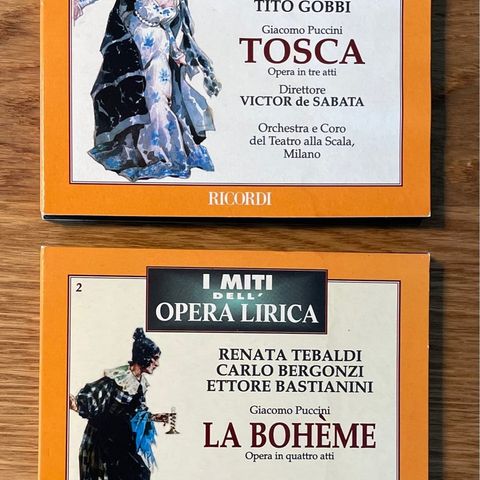 TITO GOBBI
Giacomo Puccini
TOSCA
Opera in tre atti
Direttore
VICTOR de SABATA
Orchestra e Coro
del Teatro alla Scala,
Milano
RICORDI
2
I MITI
DELL'
OPERA LIRICA
RENATA TEBALDI
CARLO BERGONZI
ETTORE BASTIANINI
Giacomo Puccini
LA BOHÈME
Opera in quattro atti